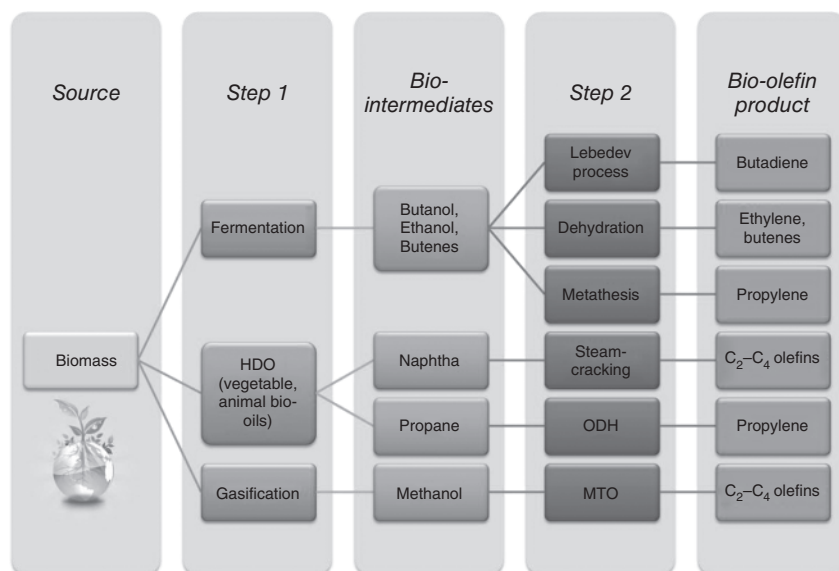 Source
Step 1
Bio-
intermediates
Step 2
Bio-olefin
product
Biomass
Fermentation
HDO
(vegetable,
animal bio-
oils)
Gasification
Butanol,
Ethanol,
Butenes
Naphtha
Propane
Methanol
Lebedev
process
Dehydration
Metathesis
Steam-
cracking
ODH
MTO
Butadiene
Ethylene,
butenes
Propylene
C₂–C₄ olefins
Propylene
C₂–C₄ olefins